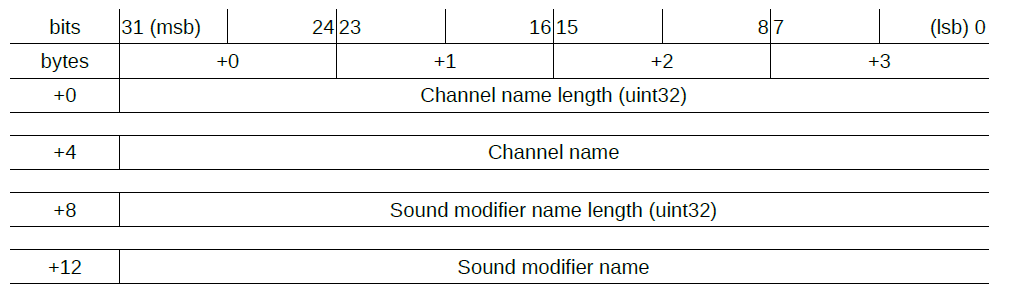 bits 31 (msb) 24 23 16 15 8 7 (lsb) 0
bytes +0 +1 +2 +3
+0 Channel name length (uint32)
+4 Channel name
+8 Sound modifier name length (uint32)
+12 Sound modifier name